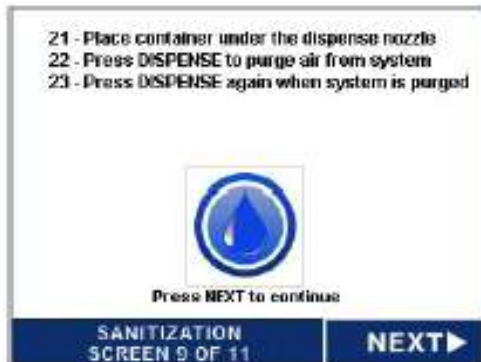 21 - Place container under the dispense nozzle
22 - Press DISPENSE to purge air from system
23 - Press DISPENSE again when system is purged
Press NEXT to continue
SANITIZATION
SCREEN 9 OF 11
NEXT